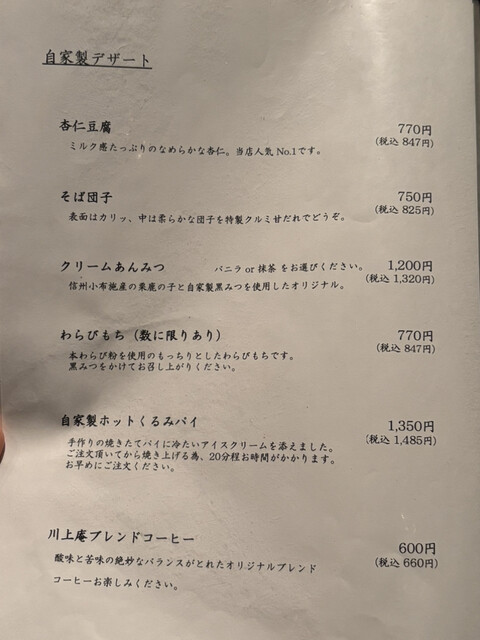 自家製デザート
杏仁豆腐 770円
ミルク感たっぷりのなめらかな杏仁。当店人気 No.1です。 (税込 847円)
そば団子 750円
表面はカリッ、中は柔らかな団子を特製クルミ甘だれでどうぞ。 (税込 825円)
クリームあんみつ バニラ or 抹茶 をお選びください。 1,200円
信州小布施産の栗鹿の子と自家製黒みつを使用したオリジナル。 (税込 1,320円)
わらびもち（数に限りあり） 770円
本わらび粉を使用のもっちりとしたわらびもちです。 (税込 847円)
黒みつをかけてお召し上がりください。
自家製ホットくるみパイ 1,350円
手作りの焼きたてパイに冷たいアイスクリームを添えました。 (税込 1,485円)
ご注文頂いてから焼き上げる為、20分程お時間がかかります。
お早めにご注文ください。
川上庵ブレンドコーヒー 600円
酸味と苦味の絶妙なバランスがとれたオリジナルブレンド (税込 660円)
コーヒーお楽しみください。